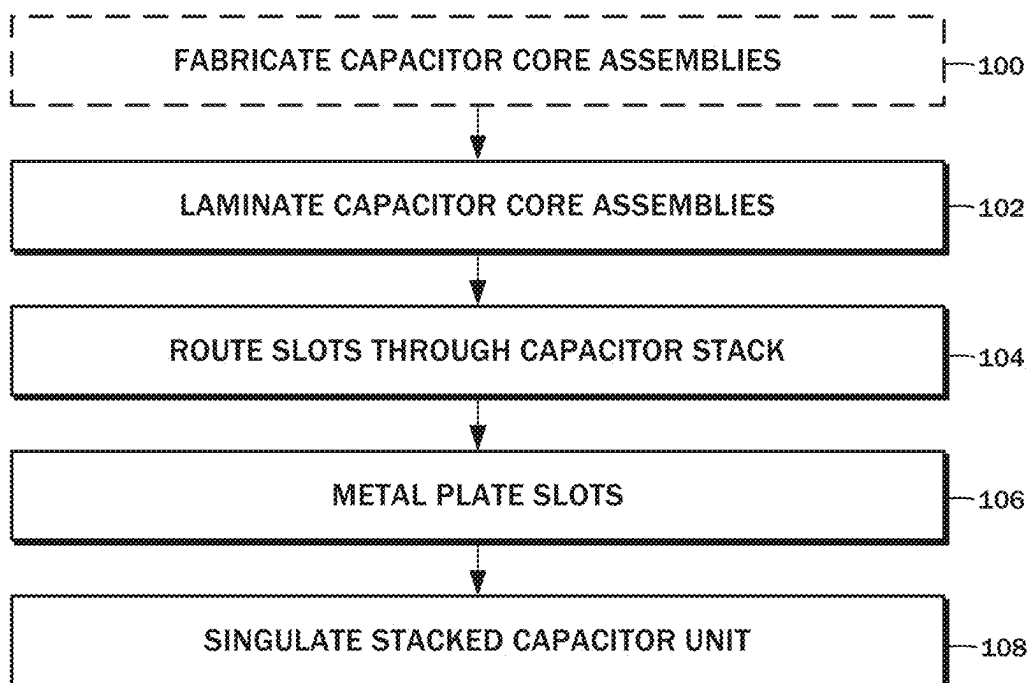 FABRICATE CAPACITOR CORE ASSEMBLIES 100
LAMINATE CAPACITOR CORE ASSEMBLIES 102
ROUTE SLOTS THROUGH CAPACITOR STACK 104
METAL PLATE SLOTS 106
SINGULATE STACKED CAPACITOR UNIT 108